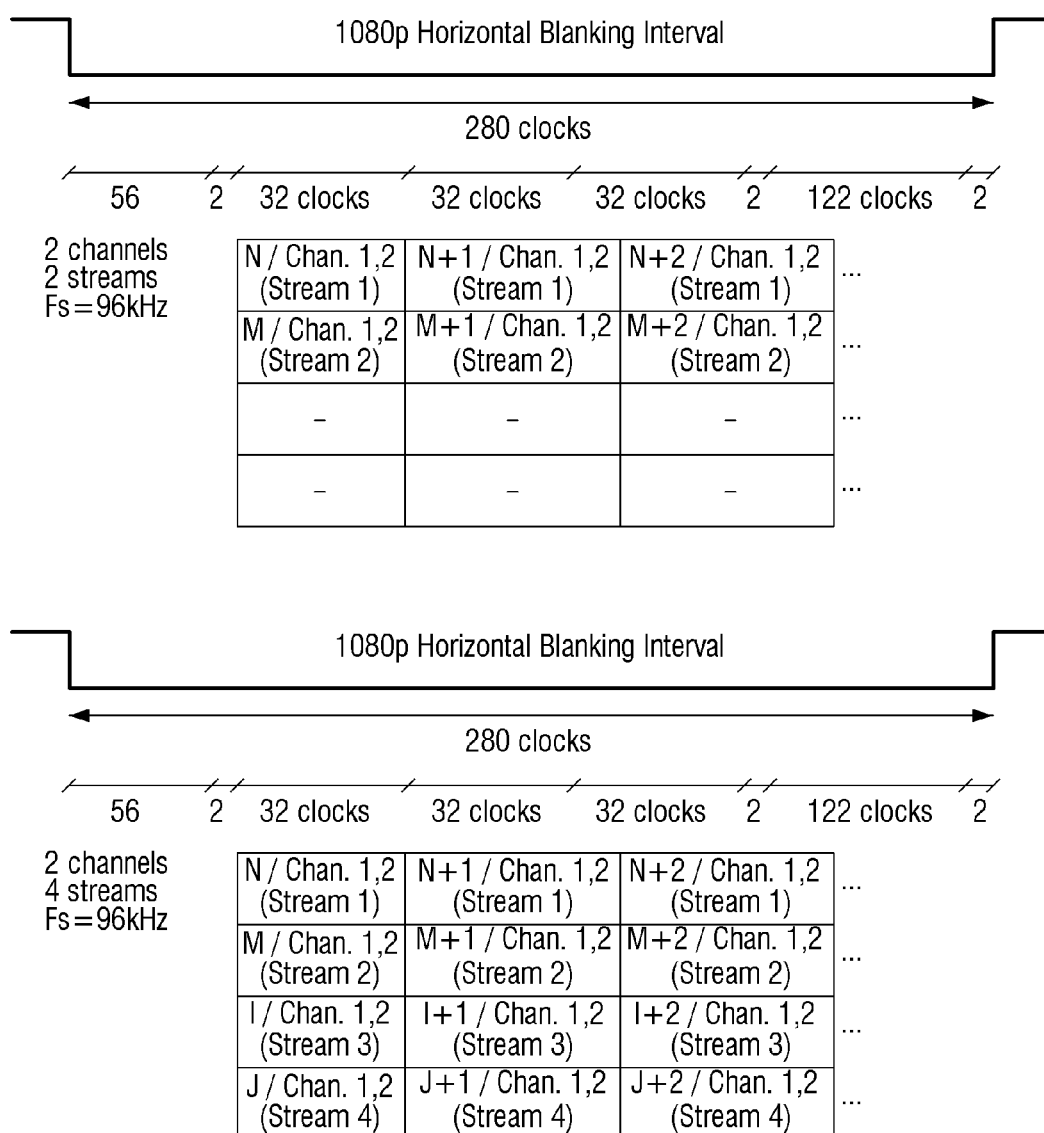 1080p Horizontal Blanking Interval
280 clocks
56 2 32 clocks 32 clocks 32 clocks 2 122 clocks 2
2 channels
2 streams
Fs=96kHz
N / Chan. 1,2 N+1 / Chan. 1,2 N+2 / Chan. 1,2 ...
(Stream 1) (Stream 1) (Stream 1)
M / Chan. 1,2 M+1 / Chan. 1,2 M+2 / Chan. 1,2 ...
(Stream 2) (Stream 2) (Stream 2)
– – – ...
– – – ...
1080p Horizontal Blanking Interval
280 clocks
56 2 32 clocks 32 clocks 32 clocks 2 122 clocks 2
2 channels
4 streams
Fs=96kHz
N / Chan. 1,2 N+1 / Chan. 1,2 N+2 / Chan. 1,2 ...
(Stream 1) (Stream 1) (Stream 1)
M / Chan. 1,2 M+1 / Chan. 1,2 M+2 / Chan. 1,2 ...
(Stream 2) (Stream 2) (Stream 2)
I / Chan. 1,2 I+1 / Chan. 1,2 I+2 / Chan. 1,2 ...
(Stream 3) (Stream 3) (Stream 3)
J / Chan. 1,2 J+1 / Chan. 1,2 J+2 / Chan. 1,2 ...
(Stream 4) (Stream 4) (Stream 4)